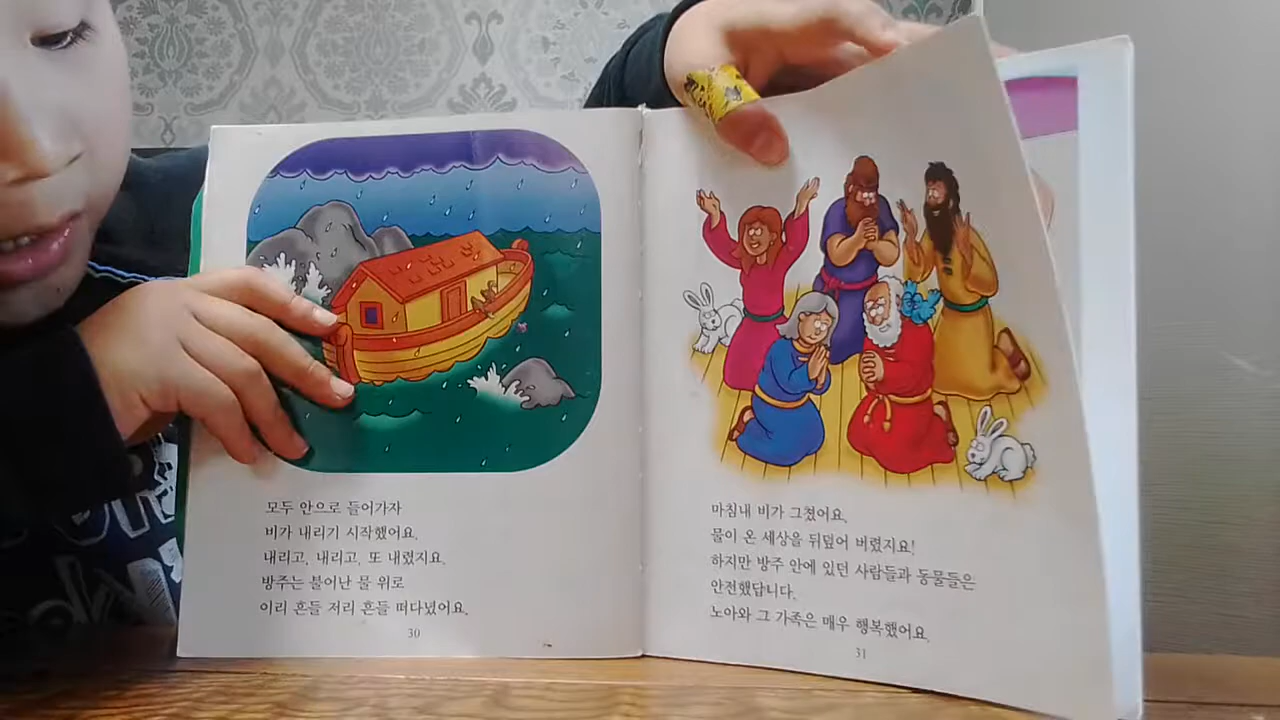 모두 안으로 들어가자
비가 내리기 시작했어요.
내리고, 내리고, 또 내렸지요.
방주는 불어난 물 위로
이리 흔들 저리 흔들 떠다녔어요.
30
마침내 비가 그쳤어요.
물이 온 세상을 뒤덮어 버렸지요!
하지만 방주 안에 있던 사람들과 동물들은
안전했답니다.
노아와 그 가족은 매우 행복했어요.
31